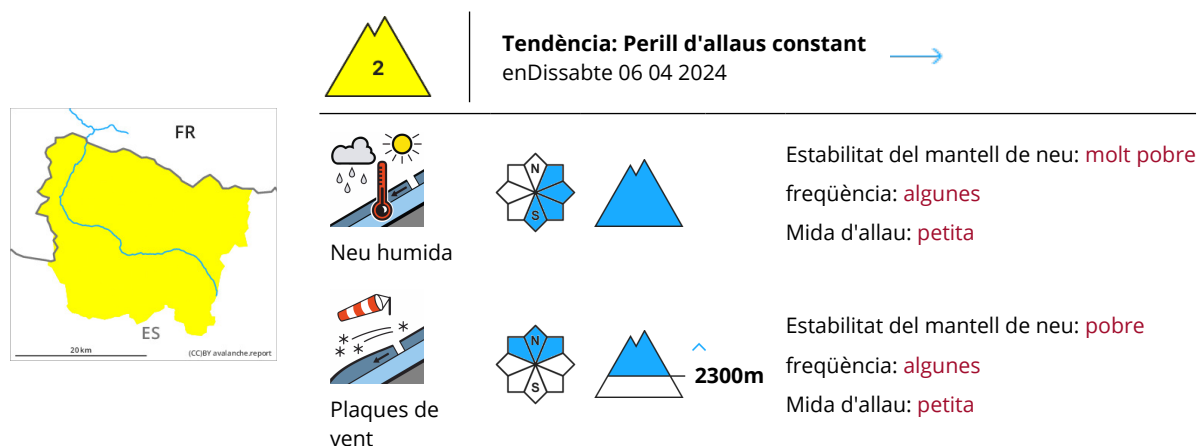 2
Tendència: Perill d'allaus constant
enDissabte 06 04 2024
FR
ES
20km
(CC)BY avalanche.report
N
S
Neu humida
Estabilitat del mantell de neu: molt pobre
freqüència: algunes
Mida d'allau: petita
N
S
2300m
Plaques de
vent
Estabilitat del mantell de neu: pobre
freqüència: algunes
Mida d'allau: petita